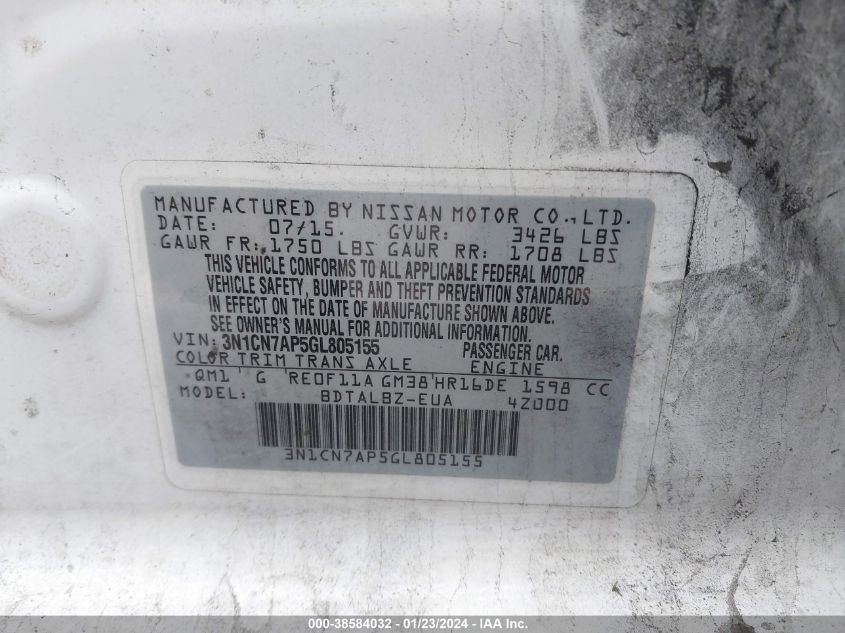 MANUFACTURED BY NISSAN MOTOR CO., LTD.
DATE: 07/15. GVWR: 3426 LBS
GAWR FR: 1750 LBS GAWR RR: 1708 LBS
THIS VEHICLE CONFORMS TO ALL APPLICABLE FEDERAL MOTOR
VEHICLE SAFETY, BUMPER AND THEFT PREVENTION STANDARDS
IN EFFECT ON THE DATE OF MANUFACTURE SHOWN ABOVE.
SEE OWNER'S MANUAL FOR ADDITIONAL INFORMATION.
VIN: 3N1CN7AP5GL805155 PASSENGER CAR.
COLOR TRIM TRANS AXLE ENGINE
QM1 G RE0F11A GM38 HR16DE 1598 CC
MODEL: BDTALBZ-EUA 4Z000
3N1CN7AP5GL805155
000-38584032 - 01/23/2024 - IAAI.com